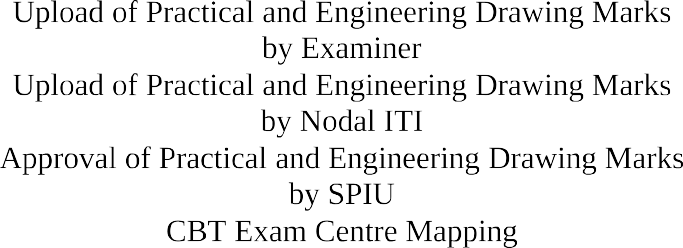 Upload of Practical and Engineering Drawing Marks
by Examiner
Upload of Practical and Engineering Drawing Marks
by Nodal ITI
Approval of Practical and Engineering Drawing Marks
by SPIU
CBT Exam Centre Mapping